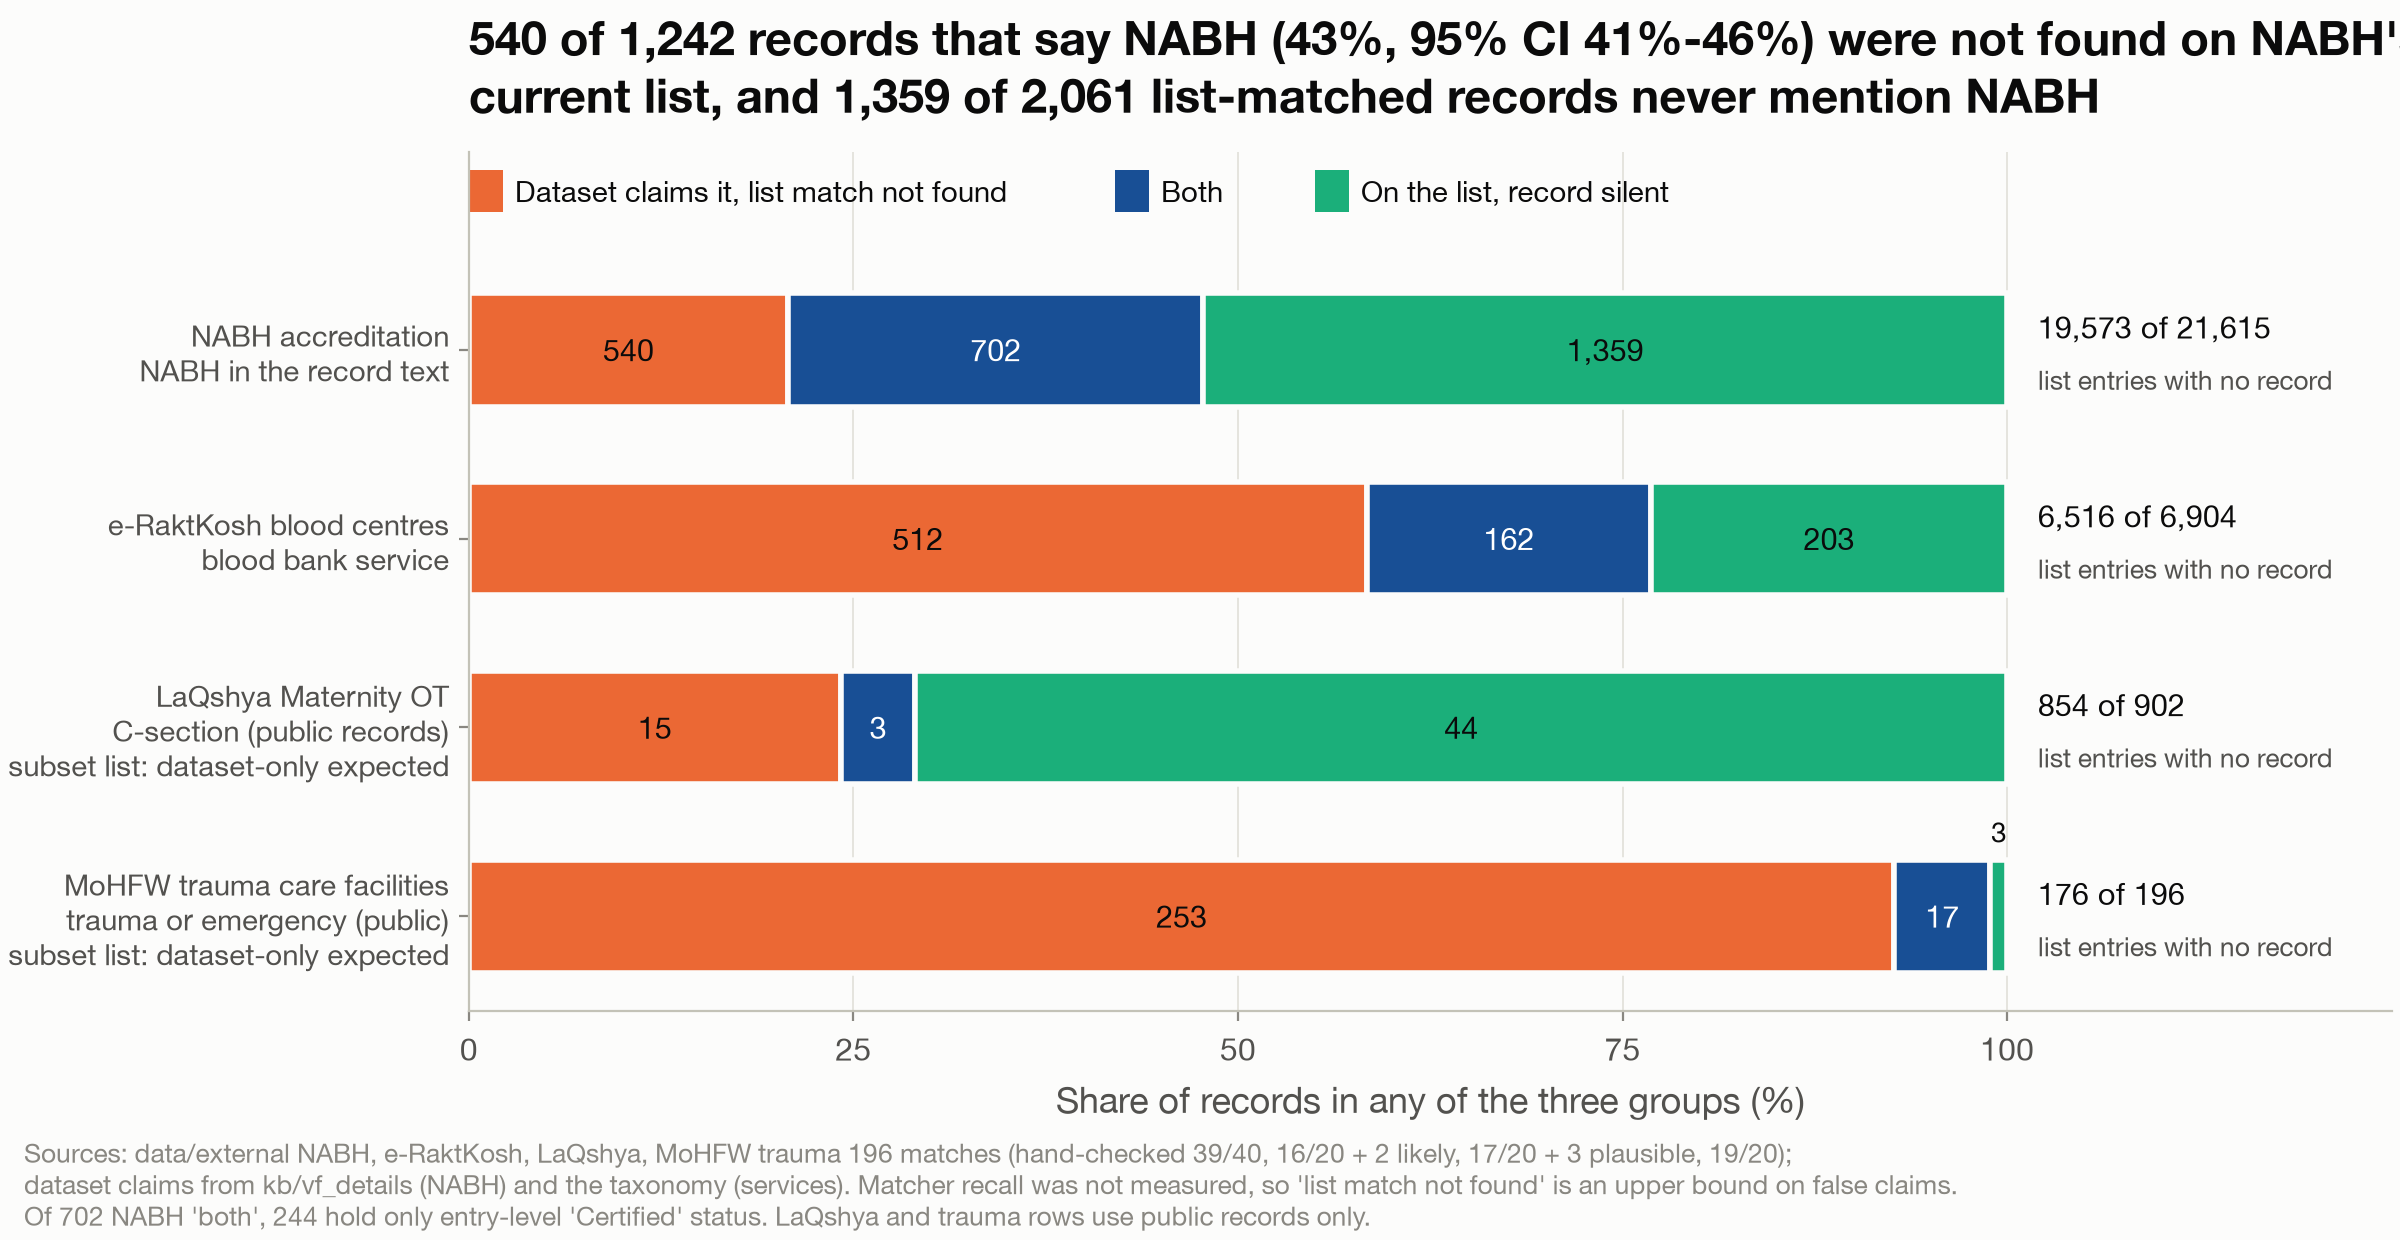 540 of 1,242 records that say NABH (43%, 95% CI 41%-46%) were not found on NABH'
current list, and 1,359 of 2,061 list-matched records never mention NABH
Dataset claims it, list match not found
Both
On the list, record silent
NABH accreditation
NABH in the record text
540
702
1,359
19,573 of 21,615
list entries with no record
e-RaktKosh blood centres
blood bank service
512
162
203
6,516 of 6,904
list entries with no record
LaQshya Maternity OT
C-section (public records)
subset list: dataset-only expected
15
3
44
854 of 902
list entries with no record
3
MoHFW trauma care facilities
trauma or emergency (public)
subset list: dataset-only expected
253
17
176 of 196
list entries with no record
0
25
50
75
100
Share of records in any of the three groups (%)
Sources: data/external NABH, e-RaktKosh, LaQshya, MoHFW trauma 196 matches (hand-checked 39/40, 16/20 + 2 likely, 17/20 + 3 plausible, 19/20);
dataset claims from kb/vf_details (NABH) and the taxonomy (services). Matcher recall was not measured, so 'list match not found' is an upper bound on false claims.
Of 702 NABH 'both', 244 hold only entry-level 'Certified' status. LaQshya and trauma rows use public records only.